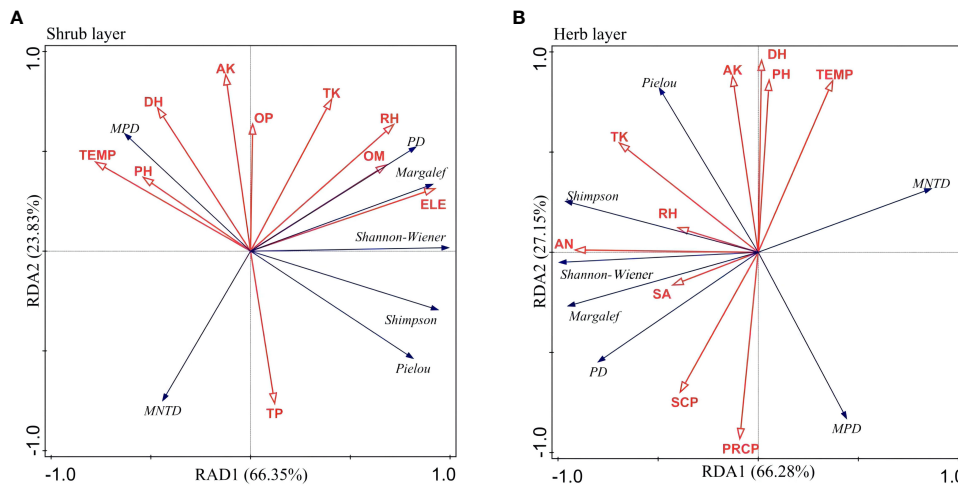 A
Shrub layer
1.0
AK
DH
OP
TK
RH
MPD
PD
TEMP
OM
PH
Margalef
ELE
Shannon-Wiener
RDA2 (23.83%)
Shimpson
Pielou
MNTD
TP
-1.0
-1.0
RAD1 (66.35%)
1.0
B
Herb layer
1.0
DH
AK
PH
TEMP
Pielou
TK
MNTD
Shimpson
RH
AN
Shannon-Wiener
RDA2 (27.15%)
SA
Margalef
PD
SCP
MPD
PRCP
-1.0
-1.0
RDA1 (66.28%)
1.0